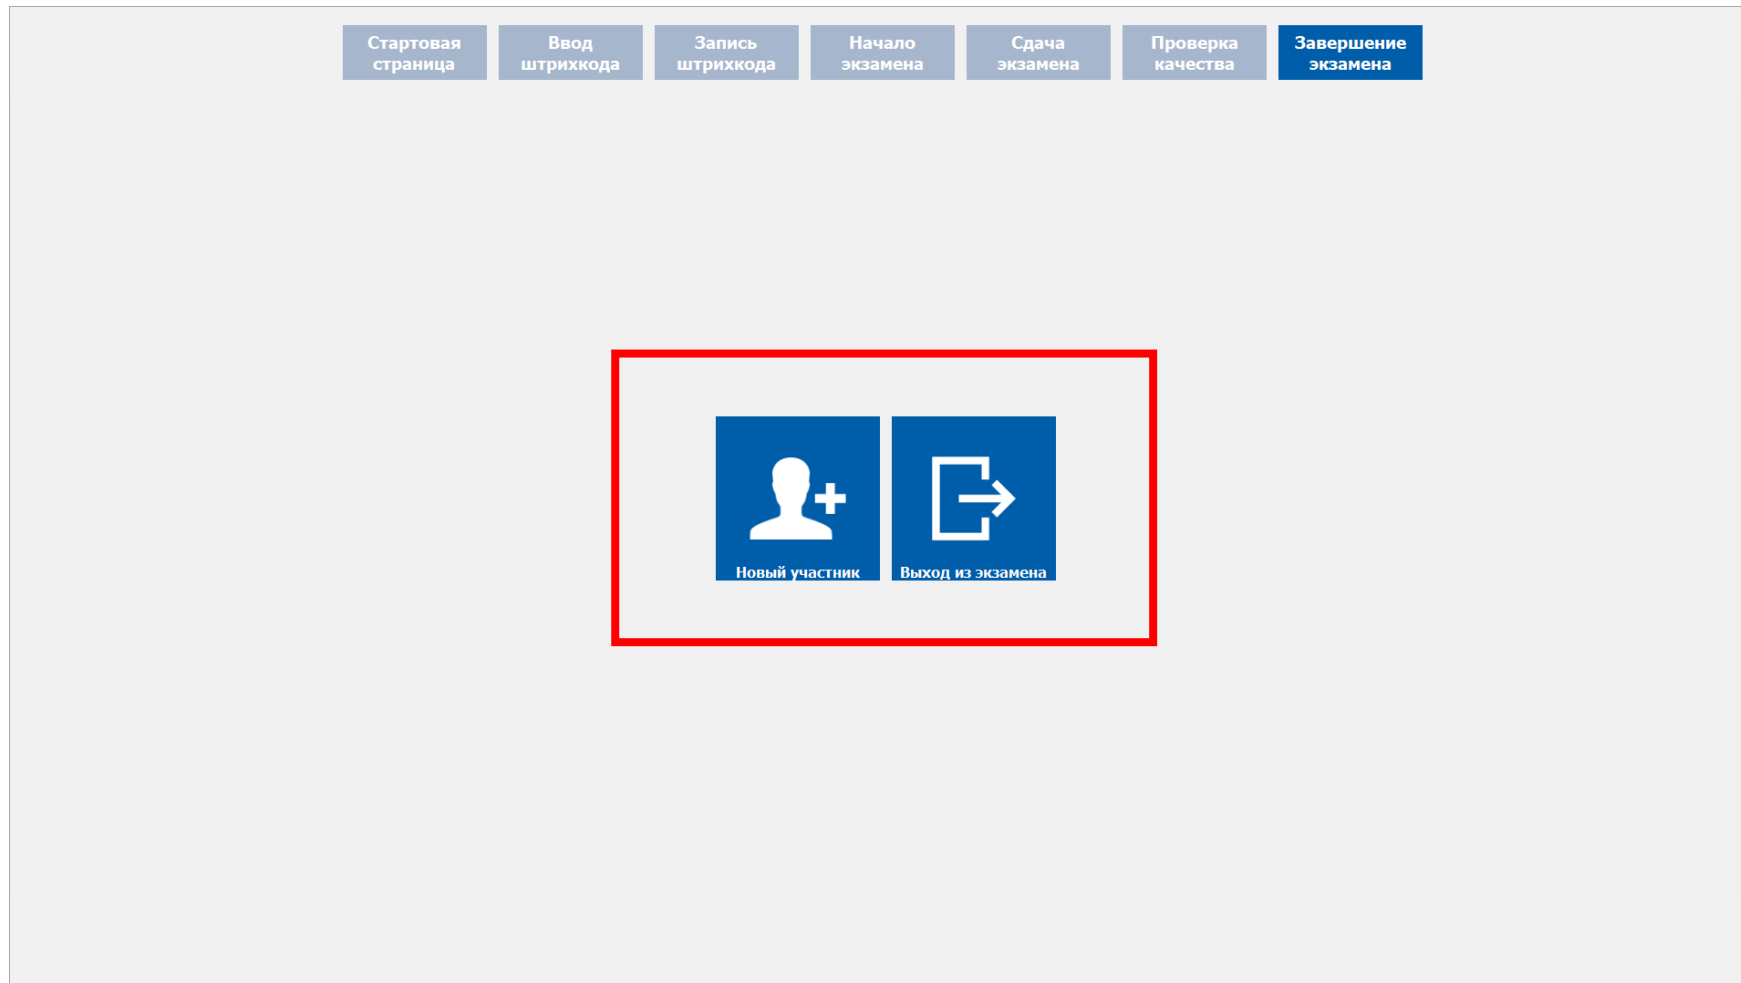 Стартовая
страница
Ввод
штрихкода
Запись
штрихкода
Начало
экзамена
Сдача
экзамена
Проверка
качества
Завершение
экзамена
Новый участник
Выход из экзамена